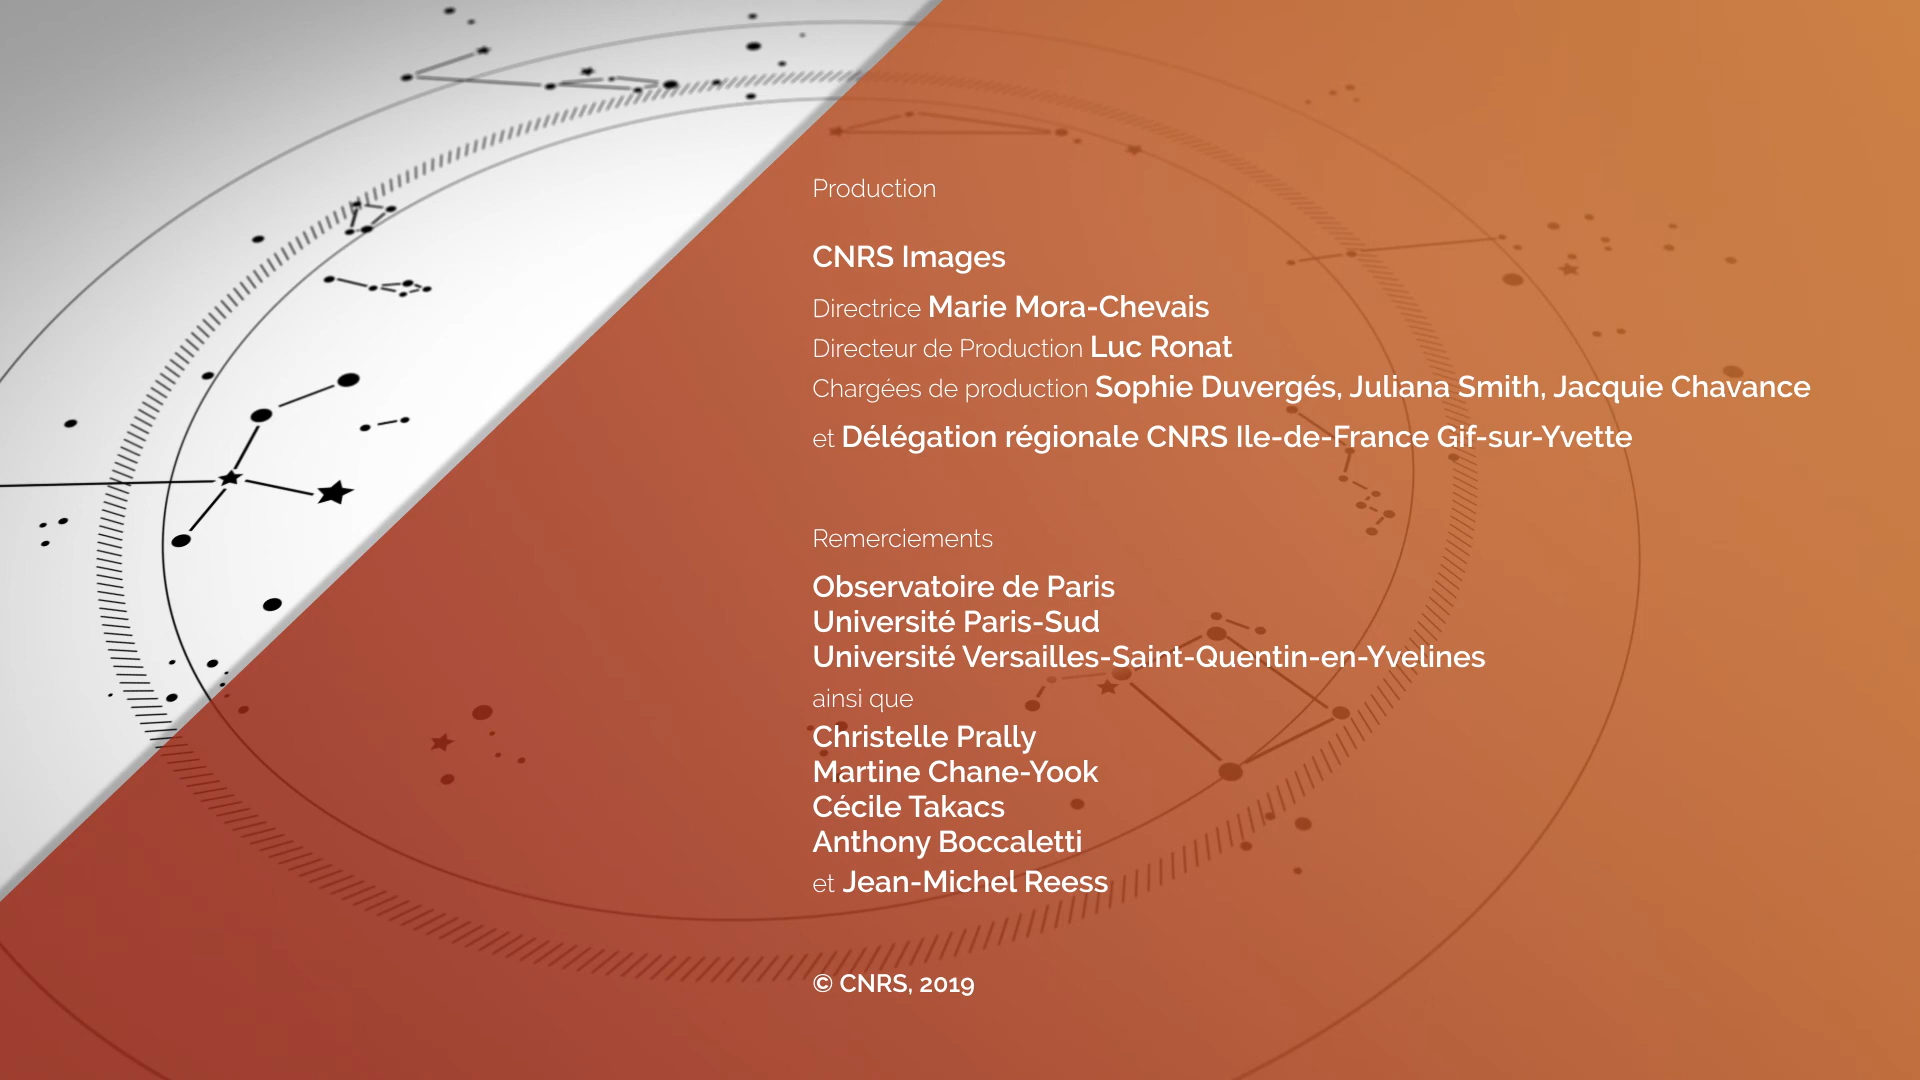 Production
CNRS Images
Directrice Marie Mora-Chevais
Directeur de Production Luc Ronat
Chargées de production Sophie Duvergés, Juliana Smith, Jacquie Chavance
et Délégation régionale CNRS Ile-de-France Gif-sur-Yvette
Remerciements
Observatoire de Paris
Université Paris-Sud
Université Versailles-Saint-Quentin-en-Yvelines
ainsi que
Christelle Prally
Martine Chane-Yook
Cécile Takacs
Anthony Boccaletti
et Jean-Michel Reess
© CNRS, 2019